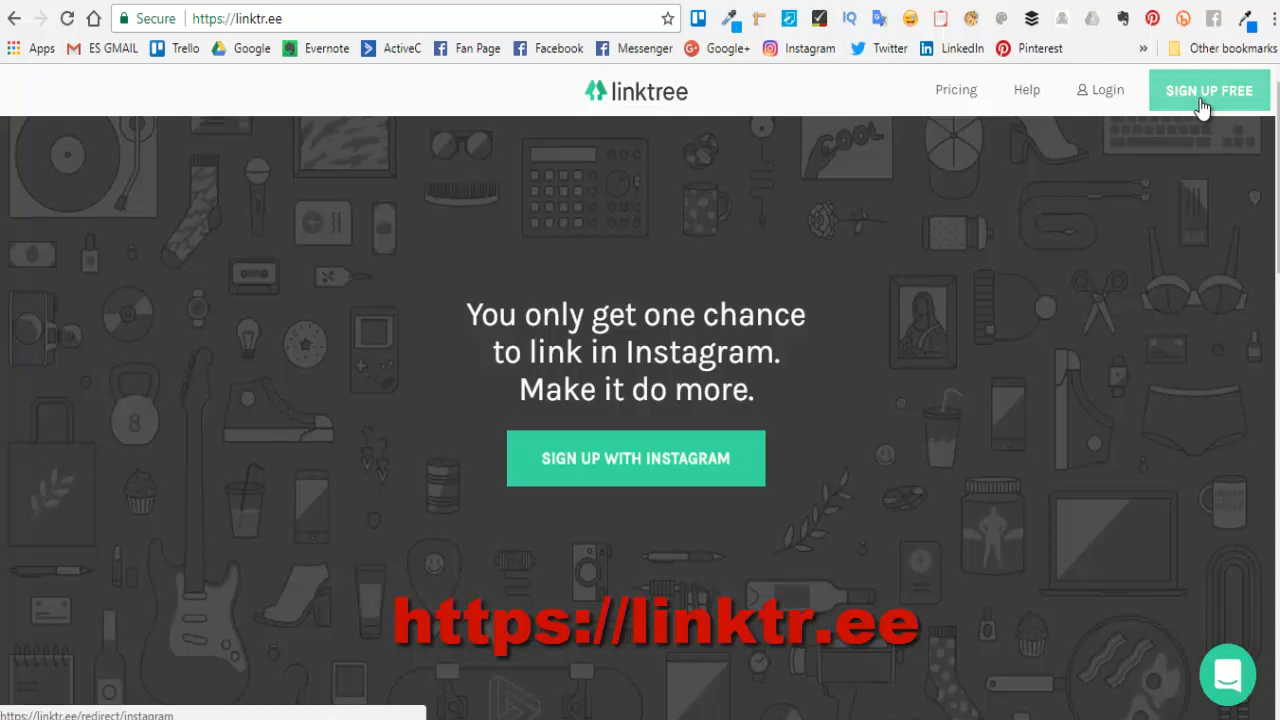 Secure https://linktr.ee
Apps ES GMAIL Trello Google Evernote ActiveC Fan Page Facebook Messenger Google+ Instagram Twitter LinkedIn Pinterest » Other bookmarks
linktree Pricing Help Login SIGN UP FREE
COOL
You only get one chance
to link in Instagram.
Make it do more.
SIGN UP WITH INSTAGRAM
8
https://linktr.ee
https://linktr.ee/redirect/instagram